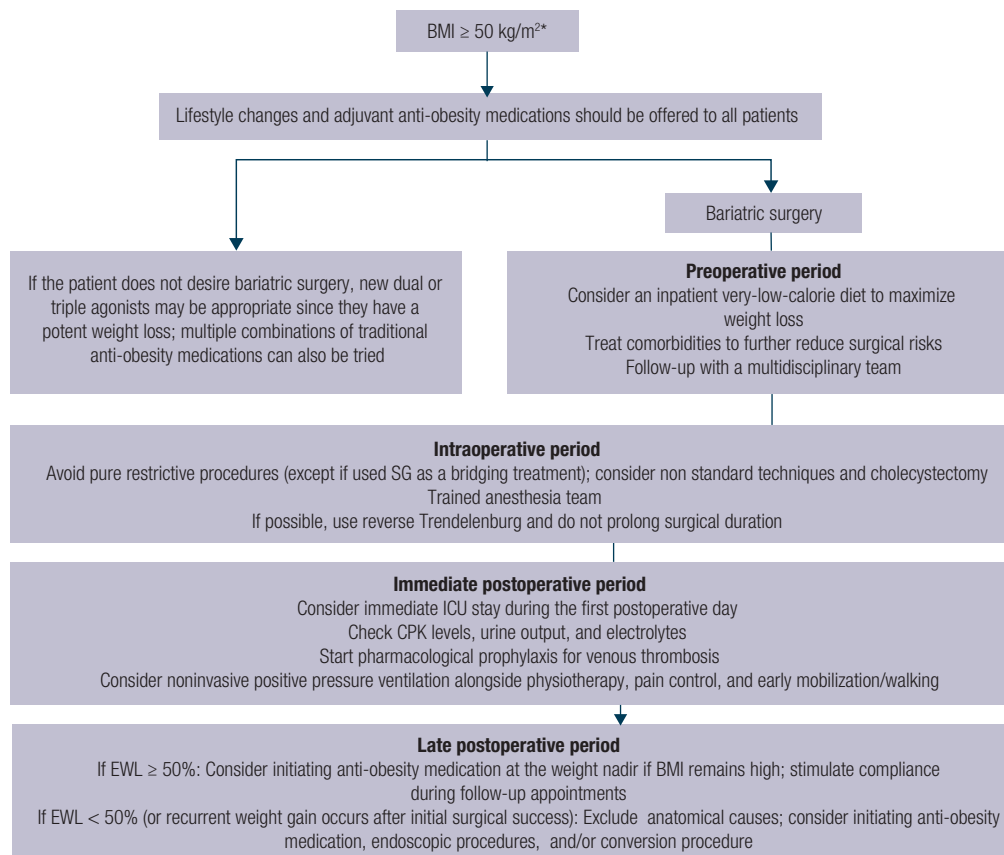 BMI ≥ 50 kg/m²*
Lifestyle changes and adjuvant anti-obesity medications should be offered to all patients
Bariatric surgery
If the patient does not desire bariatric surgery, new dual or
triple agonists may be appropriate since they have a
potent weight loss; multiple combinations of traditional
anti-obesity medications can also be tried
Preoperative period
Consider an inpatient very-low-calorie diet to maximize
weight loss
Treat comorbidities to further reduce surgical risks
Follow-up with a multidisciplinary team
Intraoperative period
Avoid pure restrictive procedures (except if used SG as a bridging treatment); consider non standard techniques and cholecystectomy
Trained anesthesia team
If possible, use reverse Trendelenburg and do not prolong surgical duration
Immediate postoperative period
Consider immediate ICU stay during the first postoperative day
Check CPK levels, urine output, and electrolytes
Start pharmacological prophylaxis for venous thrombosis
Consider noninvasive positive pressure ventilation alongside physiotherapy, pain control, and early mobilization/walking
Late postoperative period
If EWL ≥ 50%: Consider initiating anti-obesity medication at the weight nadir if BMI remains high; stimulate compliance
during follow-up appointments
If EWL < 50% (or recurrent weight gain occurs after initial surgical success): Exclude anatomical causes; consider initiating anti-obesity
medication, endoscopic procedures, and/or conversion procedure